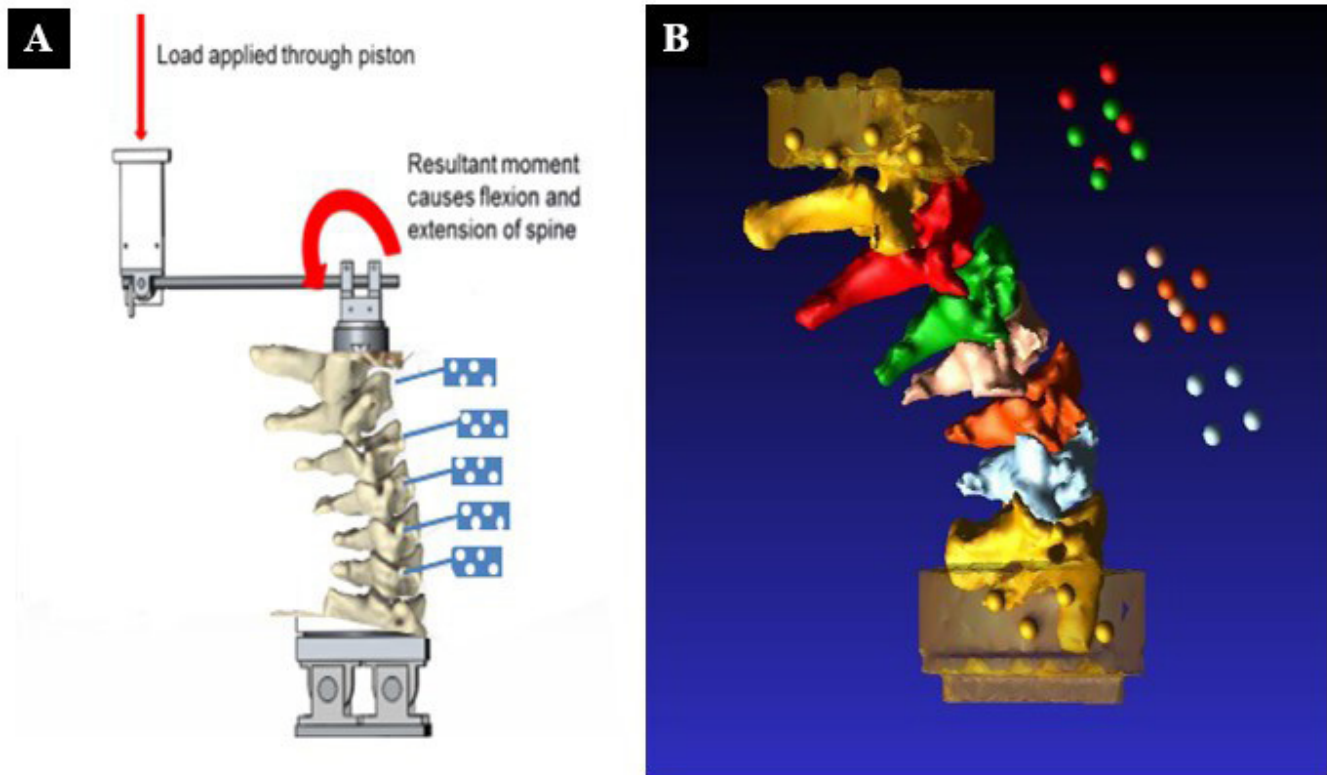 A
Load applied through piston
Resultant moment
causes flexion and
extension of spine
B